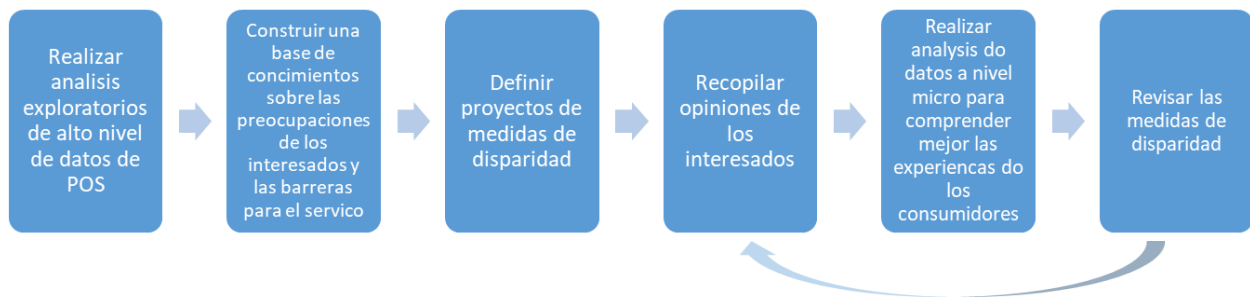 Realizar
analisis
exploratorios
de alto nivel
de datos de
POS
Construir una
base de
concimientos
sobre las
preocupaciones
de los
interesados y
las barreras
para el servico
Definir
proyectos de
medidas de
disparidad
Recopilar
opiniones de
los
interesados
Realizar
analysis do
datos a nivel
micro para
comprender
mejor las
experiencas do
los
consumidores
Revisar las
medidas de
disparidad